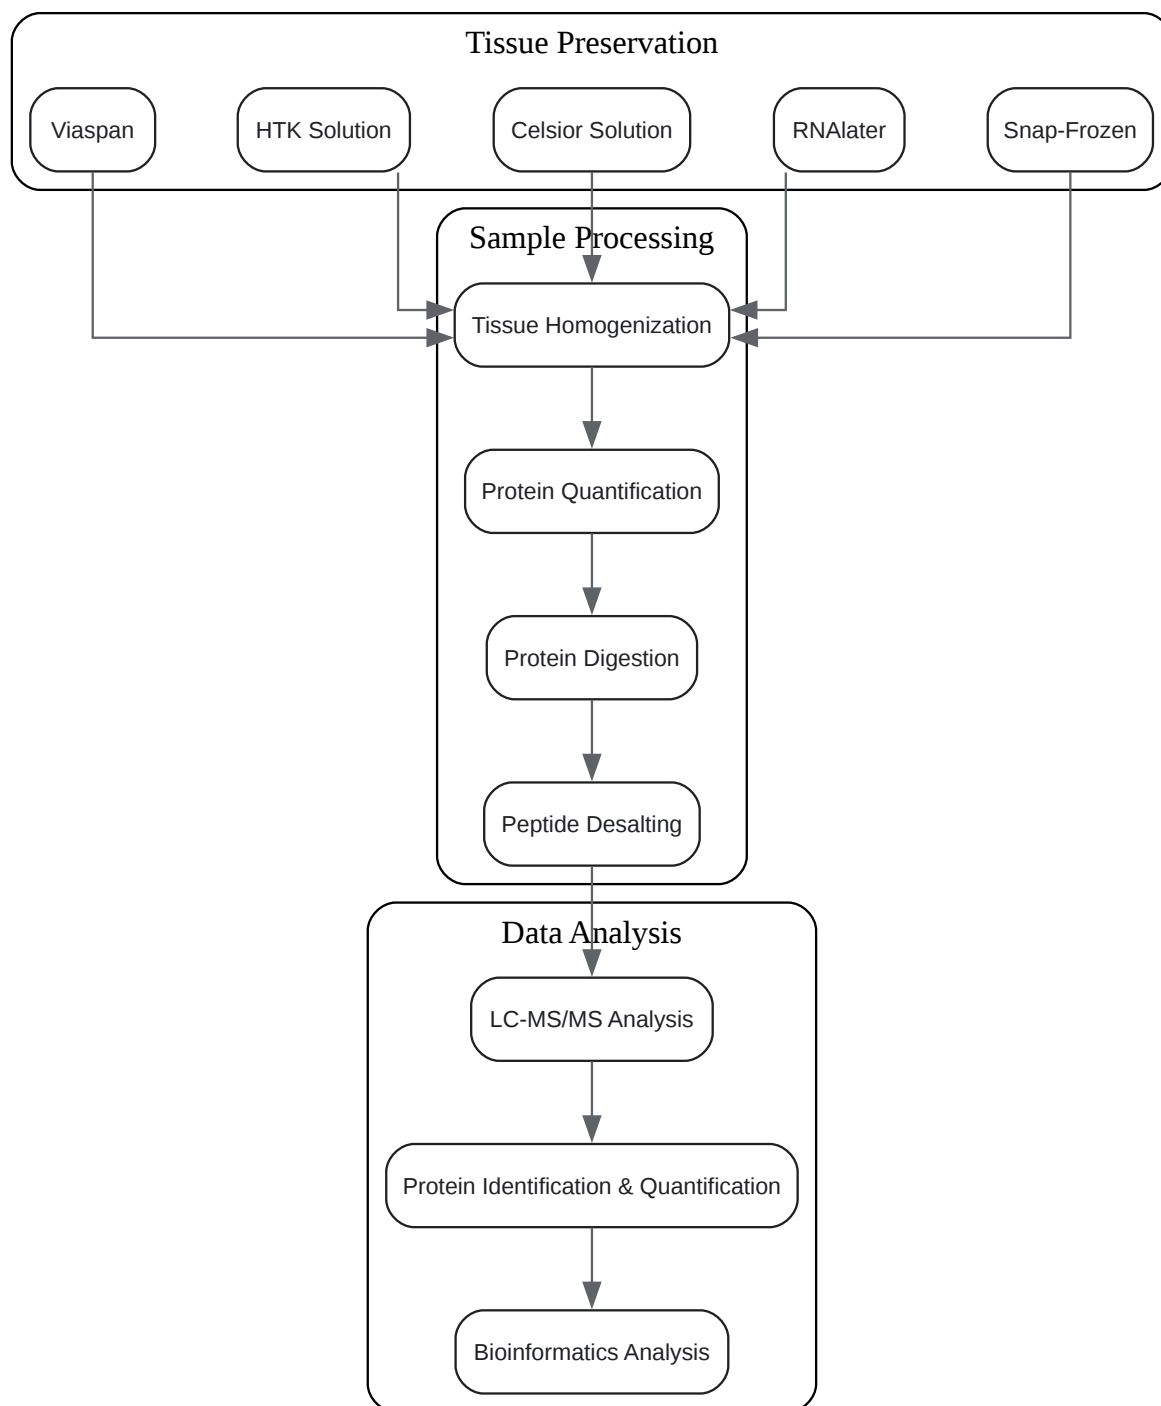 Tissue Preservation
Viaspan
HTK Solution
Celsior Solution
RNAlater
Snap-Frozen
Sample Processing
Tissue Homogenization
Protein Quantification
Protein Digestion
Peptide Desalting
Data Analysis
LC-MS/MS Analysis
Protein Identification & Quantification
Bioinformatics Analysis